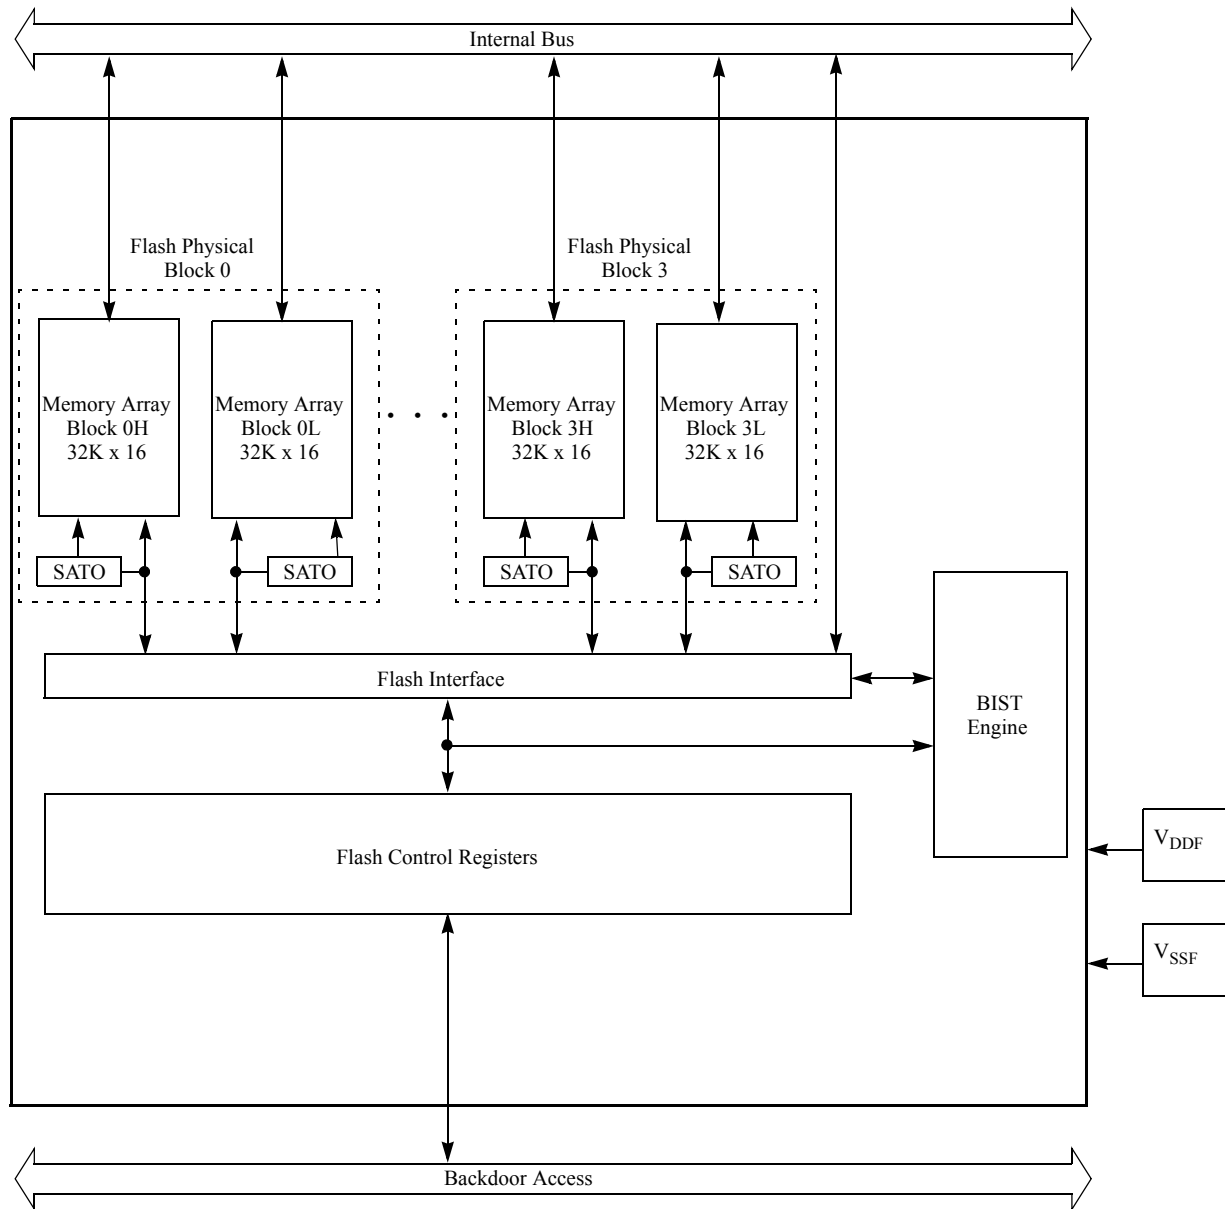 Internal Bus
Flash Physical
Block 0
Flash Physical
Block 3
Memory Array
Block 0H
32K x 16
Memory Array
Block 0L
32K x 16
Memory Array
Block 3H
32K x 16
Memory Array
Block 3L
32K x 16
SATO
SATO
SATO
SATO
Flash Interface
BIST
Engine
Flash Control Registers
VDDF
VSSF
Backdoor Access